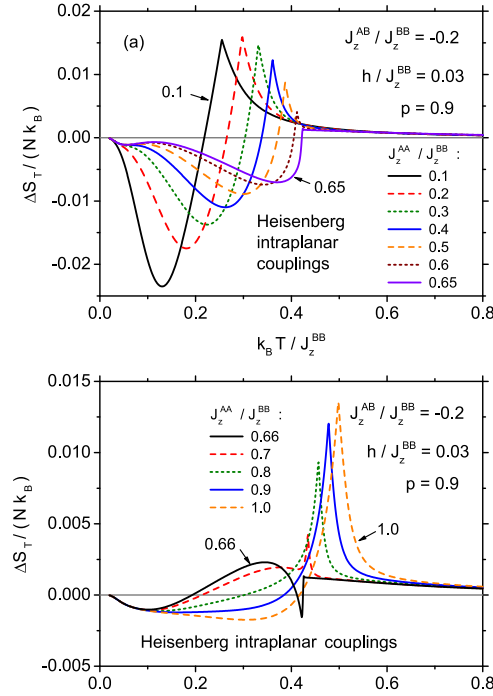 (a)
J_z^AB / J_z^BB = -0.2
h / J_z^BB = 0.03
p = 0.9
0.1
0.65
J_z^AA / J_z^BB :
0.1
0.2
0.3
0.4
0.5
0.6
0.65
Heisenberg
intraplanar
couplings
0.01
0.00
-0.01
-0.02
ΔS_T / (N k_B)
0.0 0.2 0.4 0.6 0.8
k_B T / J_z^BB
J_z^AA / J_z^BB :
0.66
0.7
0.8
0.9
1.0
J_z^AB / J_z^BB = -0.2
h / J_z^BB = 0.03
p = 0.9
0.66
1.0
Heisenberg intraplanar couplings
0.015
0.010
0.005
0.000
-0.005
ΔS_T / (N k_B)
0.0 0.2 0.4 0.6 0.8